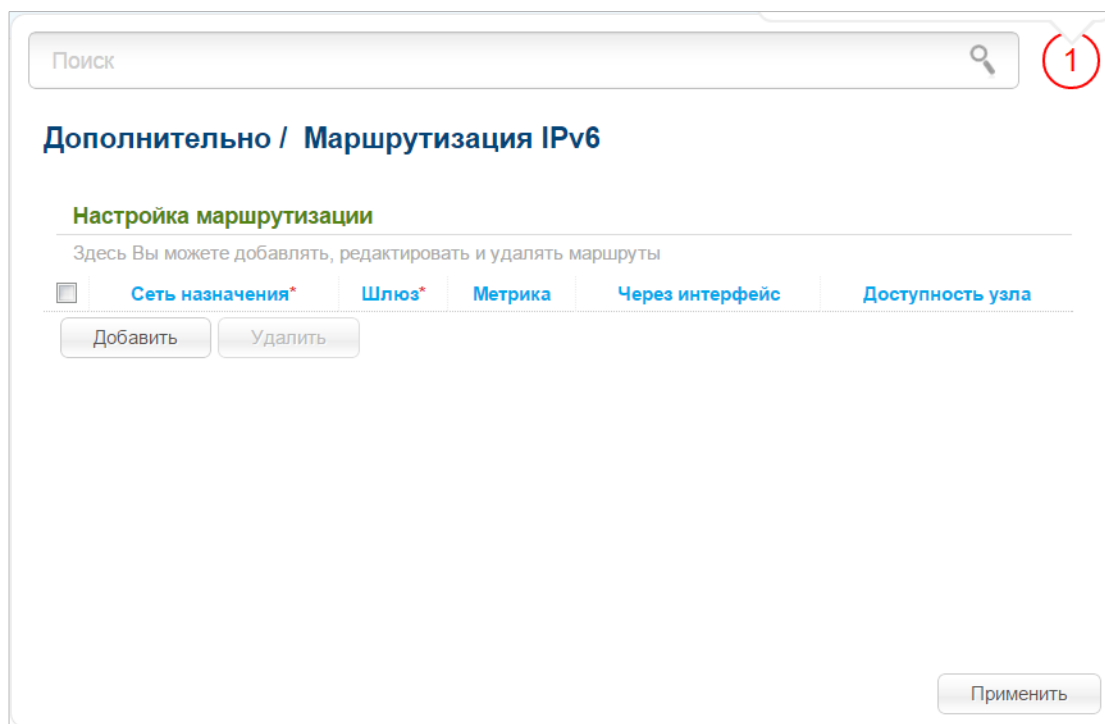 Поиск
1
Дополнительно / Маршрутизация IPv6
Настройка маршрутизации
Здесь Вы можете добавлять, редактировать и удалять маршруты
Сеть назначения* Шлюз* Метрика Через интерфейс Доступность узла
Добавить Удалить
Применить